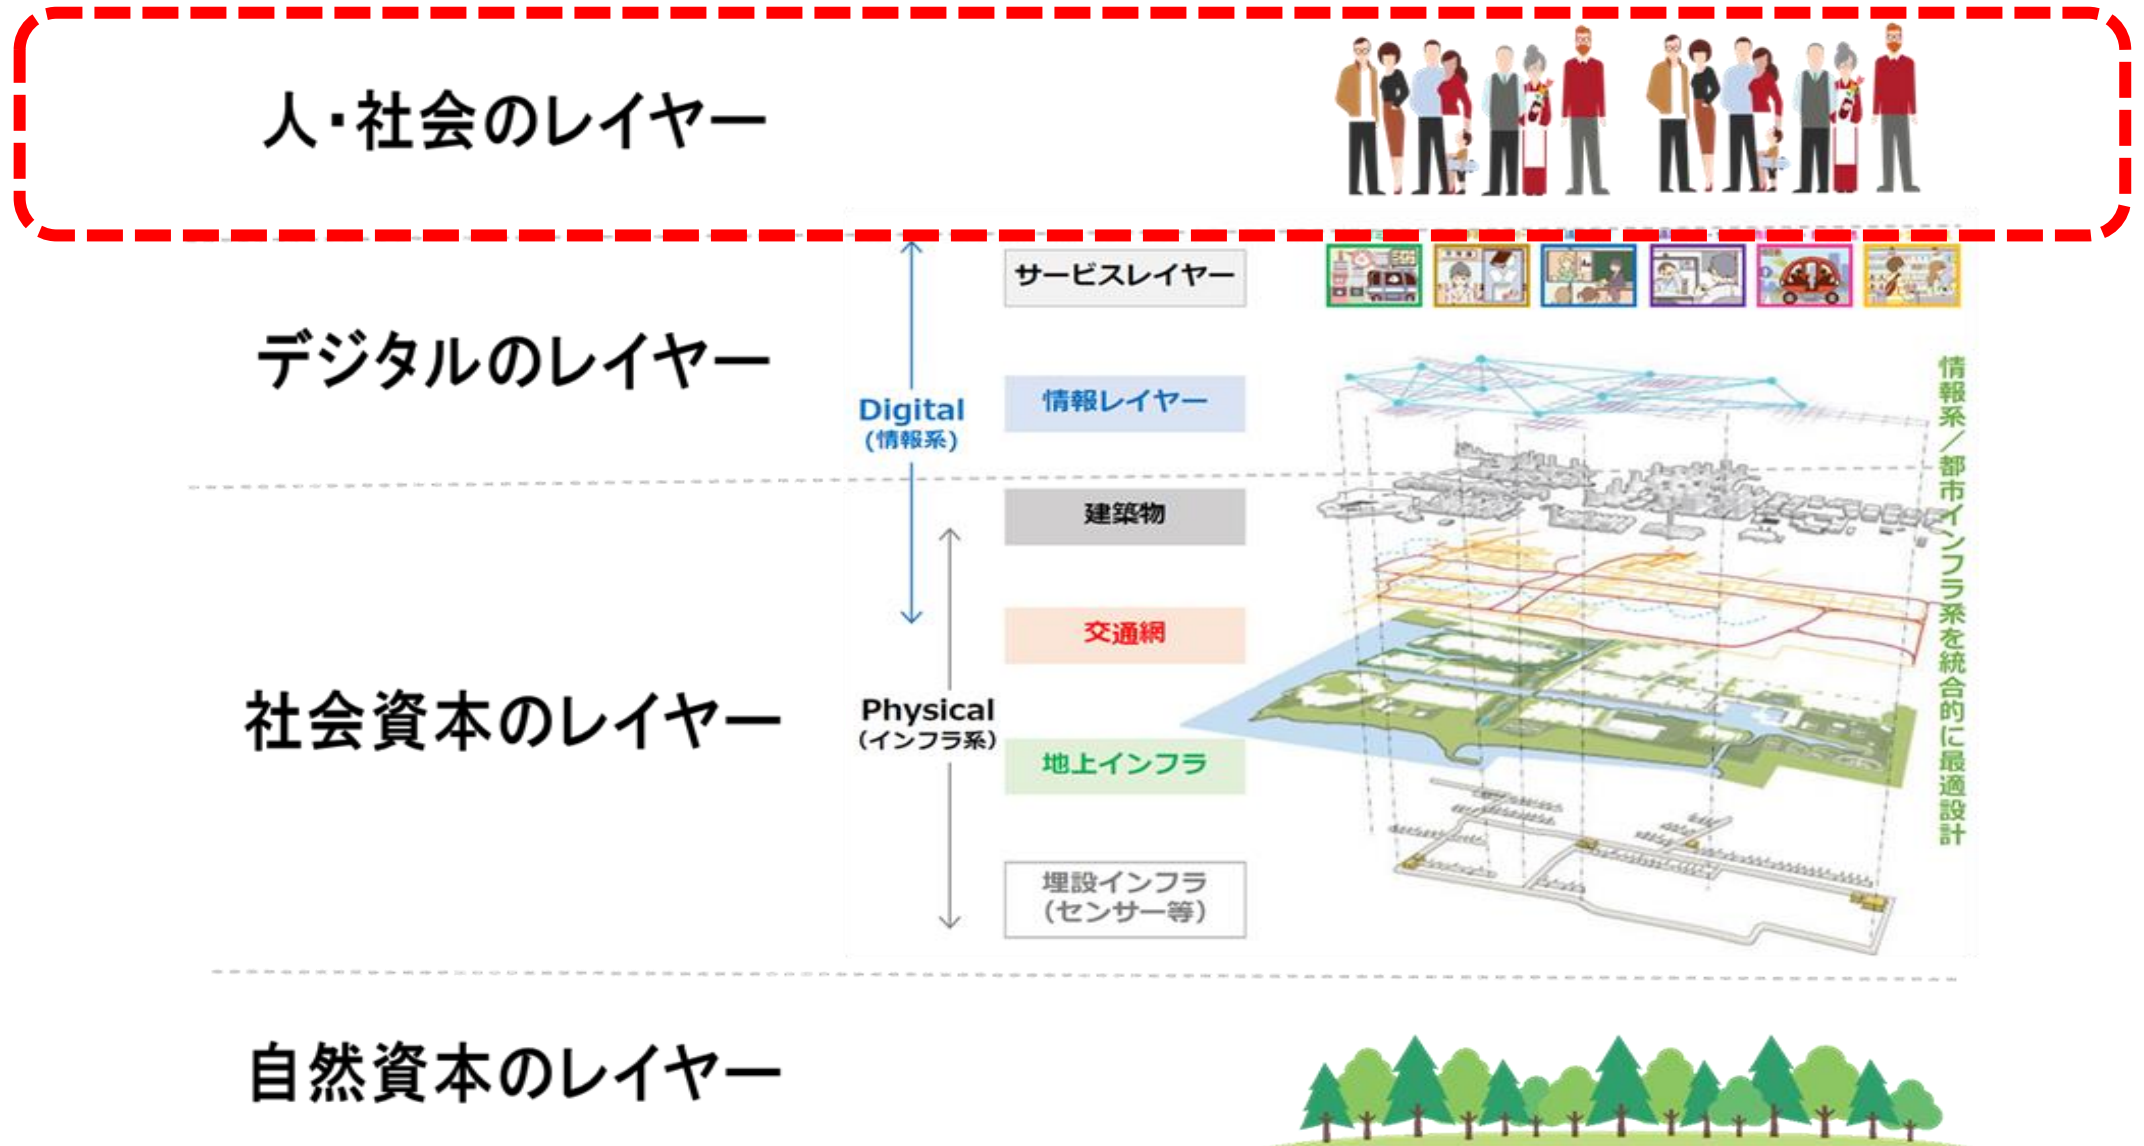 人・社会のレイヤー
サービスレイヤー
デジタルのレイヤー
Digital
(情報系)
情報レイヤー
建築物
交通網
社会資本のレイヤー
Physical
(インフラ系)
地上インフラ
埋設インフラ
(センサー等)
情報系/都市インフラ系を統合的に最適設計
自然資本のレイヤー